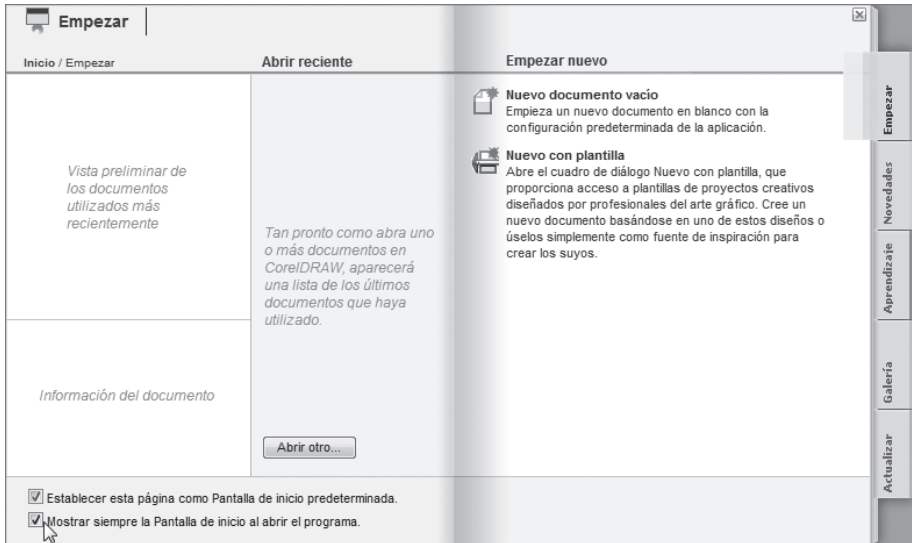 Empezar
Inicio / Empezar
Vista preliminar de
los documentos
utilizados más
recientemente
Información del documento
Abrir reciente
Tan pronto como abra uno
o más documentos en
CorelDRAW, aparecerá
una lista de los últimos
documentos que haya
utilizado.
Abrir otro...
Empezar nuevo
Nuevo documento vacío
Empieza un nuevo documento en blanco con la
configuración predeterminada de la aplicación.
Nuevo con plantilla
Abre el cuadro de diálogo Nuevo con plantilla, que
proporciona acceso a plantillas de proyectos creativos
diseñados por profesionales del arte gráfico. Cree un
nuevo documento basándose en uno de estos diseños o
úselos simplemente como fuente de inspiración para
crear los suyos.
Empezar
Novedades
Aprendizaje
Galería
Actualizar
Establecer esta página como Pantalla de inicio predeterminada.
Mostrar siempre la Pantalla de inicio al abrir el programa.